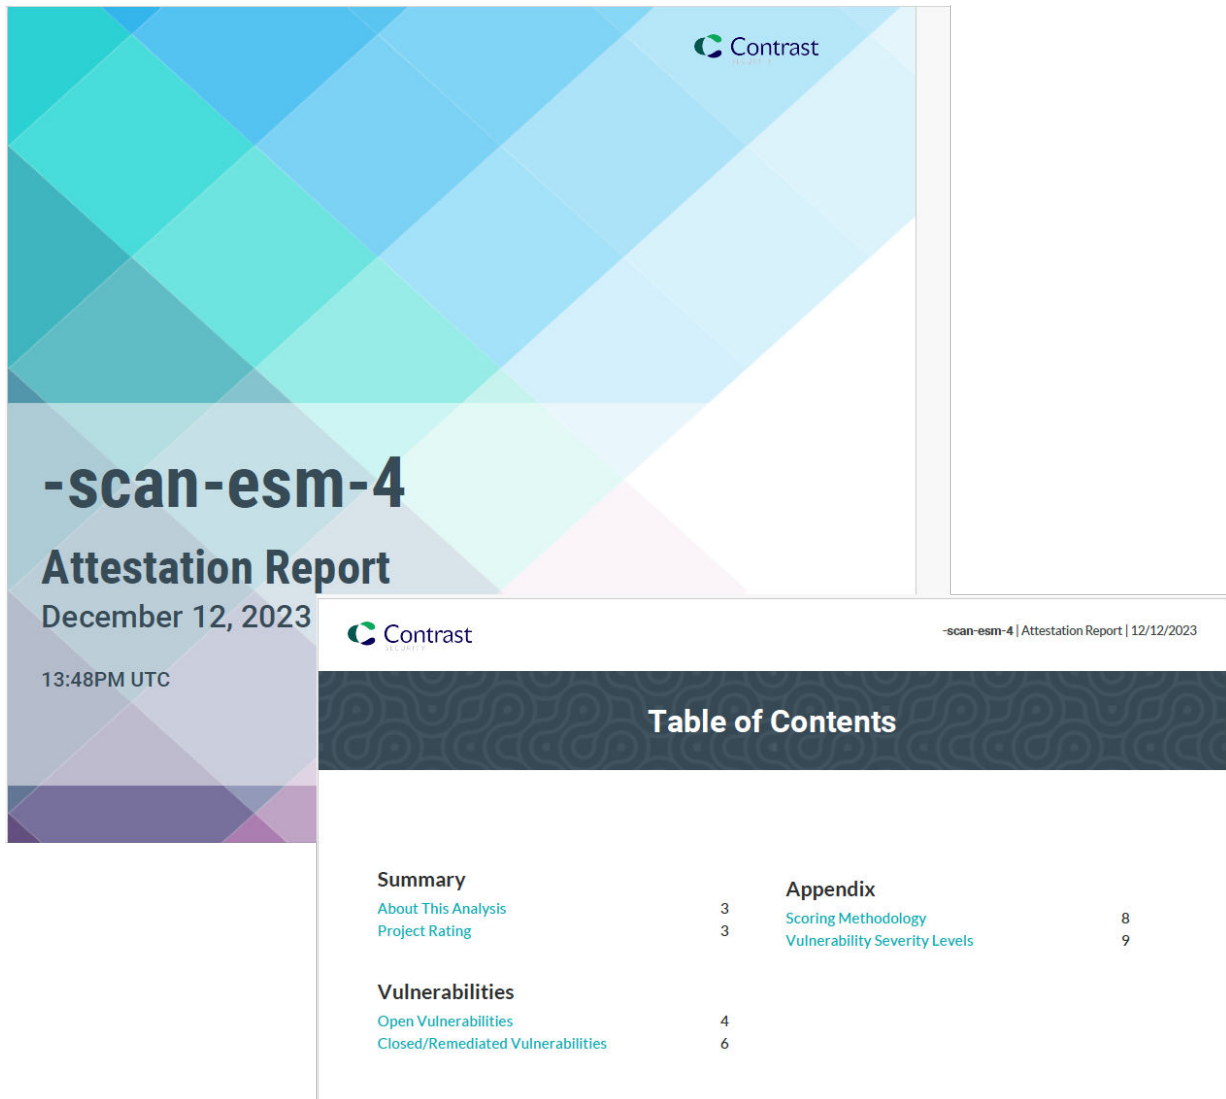 Contrast
SECURITY
-scan-esm-4
Attestation Report
December 12, 2023
13:48PM UTC
Contrast
SECURITY
-scan-esm-4 | Attestation Report | 12/12/2023
Table of Contents
Summary
About This Analysis 3
Project Rating 3
Vulnerabilities
Open Vulnerabilities 4
Closed/Remediated Vulnerabilities 6
Appendix
Scoring Methodology 8
Vulnerability Severity Levels 9